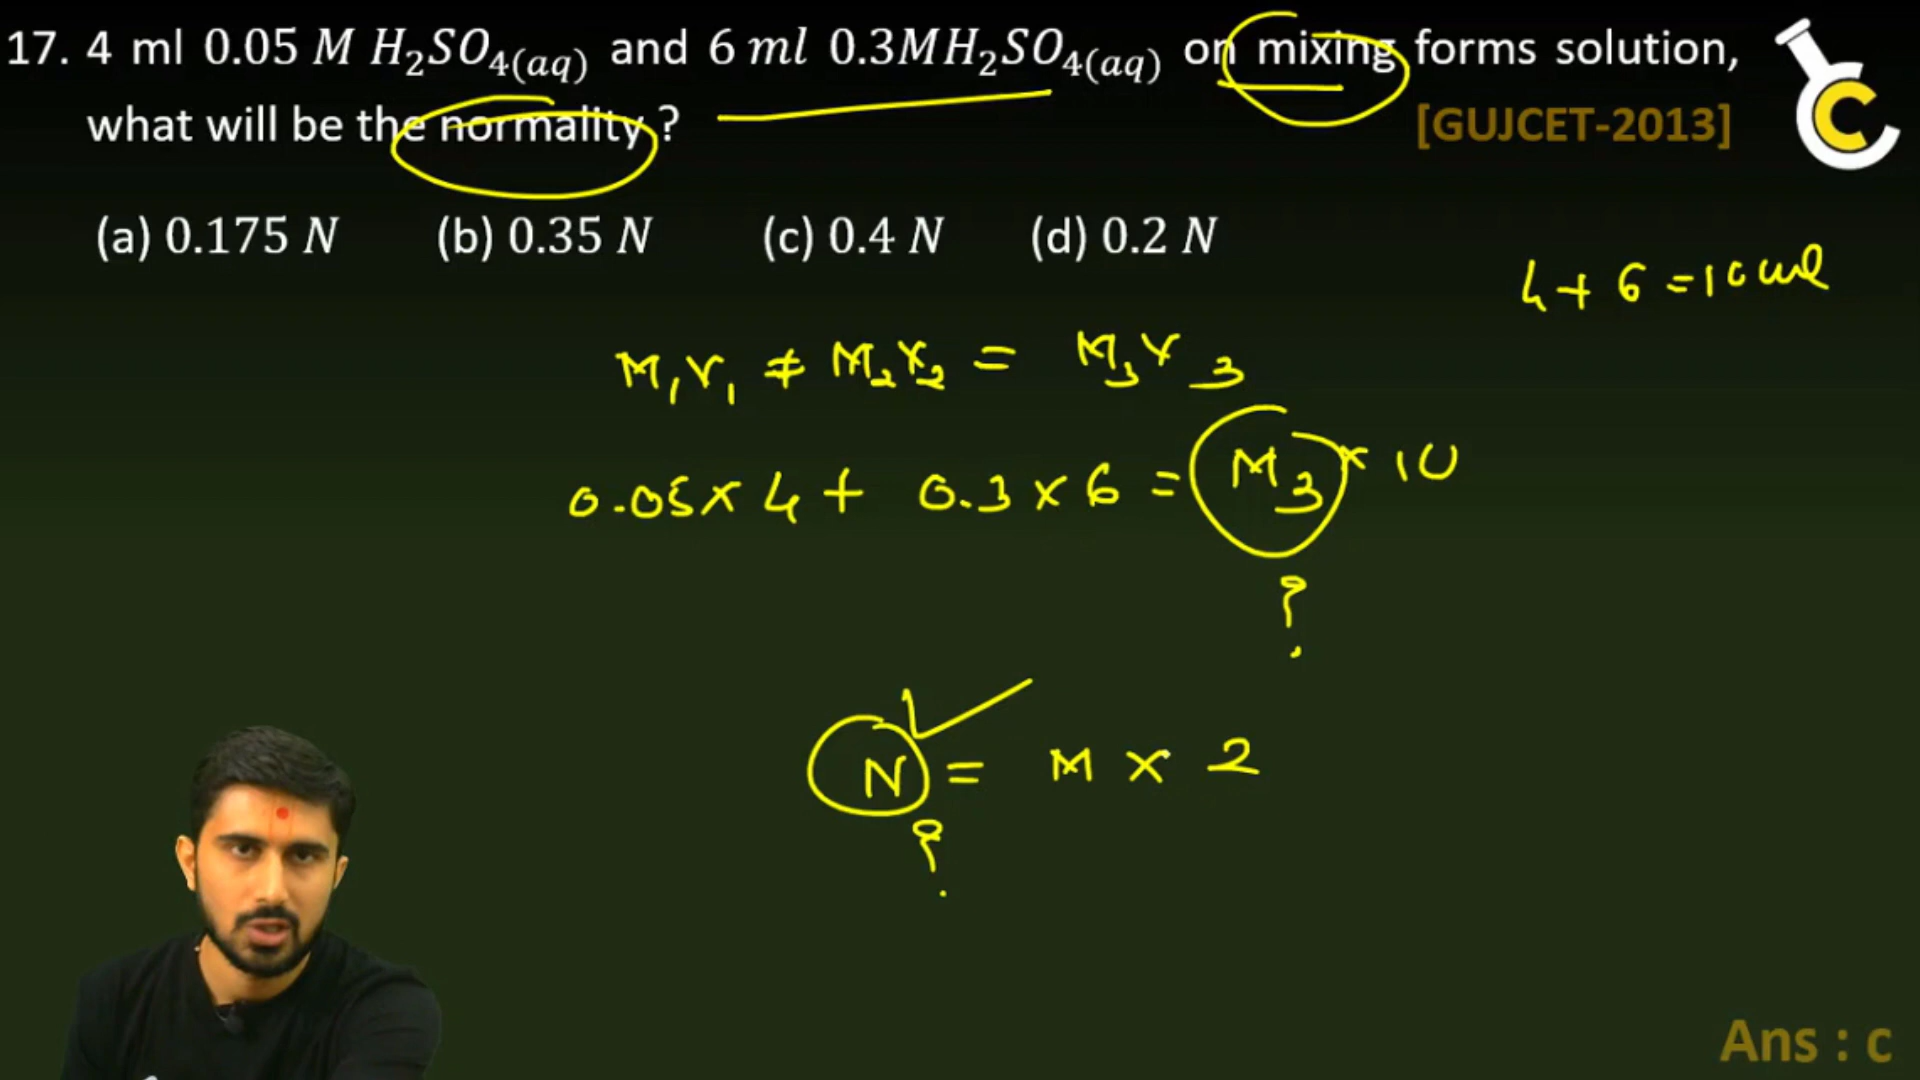 17. 4 ml 0.05 M H₂SO₄₍aq₎ and 6 ml 0.3MH₂SO₄₍aq₎ on mixing forms solution,
what will be the normality ? [GUJCET-2013]
(a) 0.175 N (b) 0.35 N (c) 0.4 N (d) 0.2 N
4 + 6 = 10 ml
M₁V₁ + M₂V₂ = M₃V₃
0.05 × 4 + 0.3 × 6 = M₃ × 10
?
N = M × 2
?
Ans : c